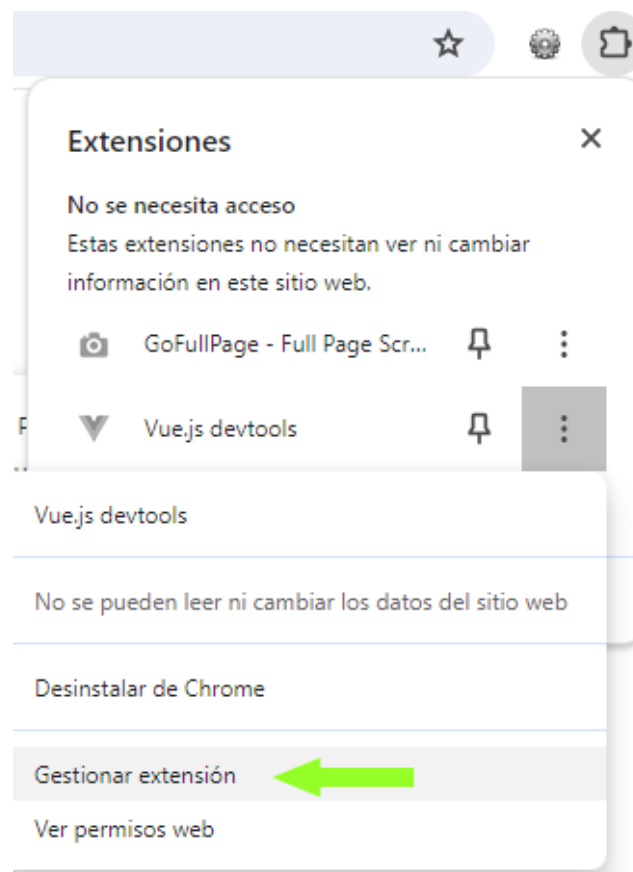 Extensiones
No se necesita acceso
Estas extensiones no necesitan ver ni cambiar
información en este sitio web.
GoFullPage - Full Page Scr...
Vue.js devtools
Vue.js devtools
No se pueden leer ni cambiar los datos del sitio web
Desinstalar de Chrome
Gestionar extensión
Ver permisos web